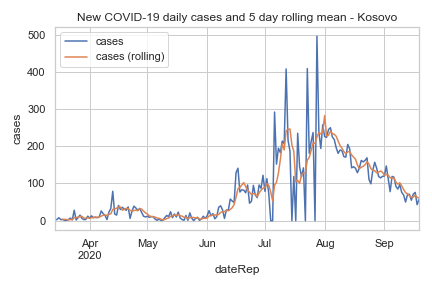 New COVID-19 daily cases and 5 day rolling mean - Kosovo
cases
cases (rolling)
500
400
300
200
100
0
cases
Apr
2020
May
Jun
Jul
Aug
Sep
dateRep